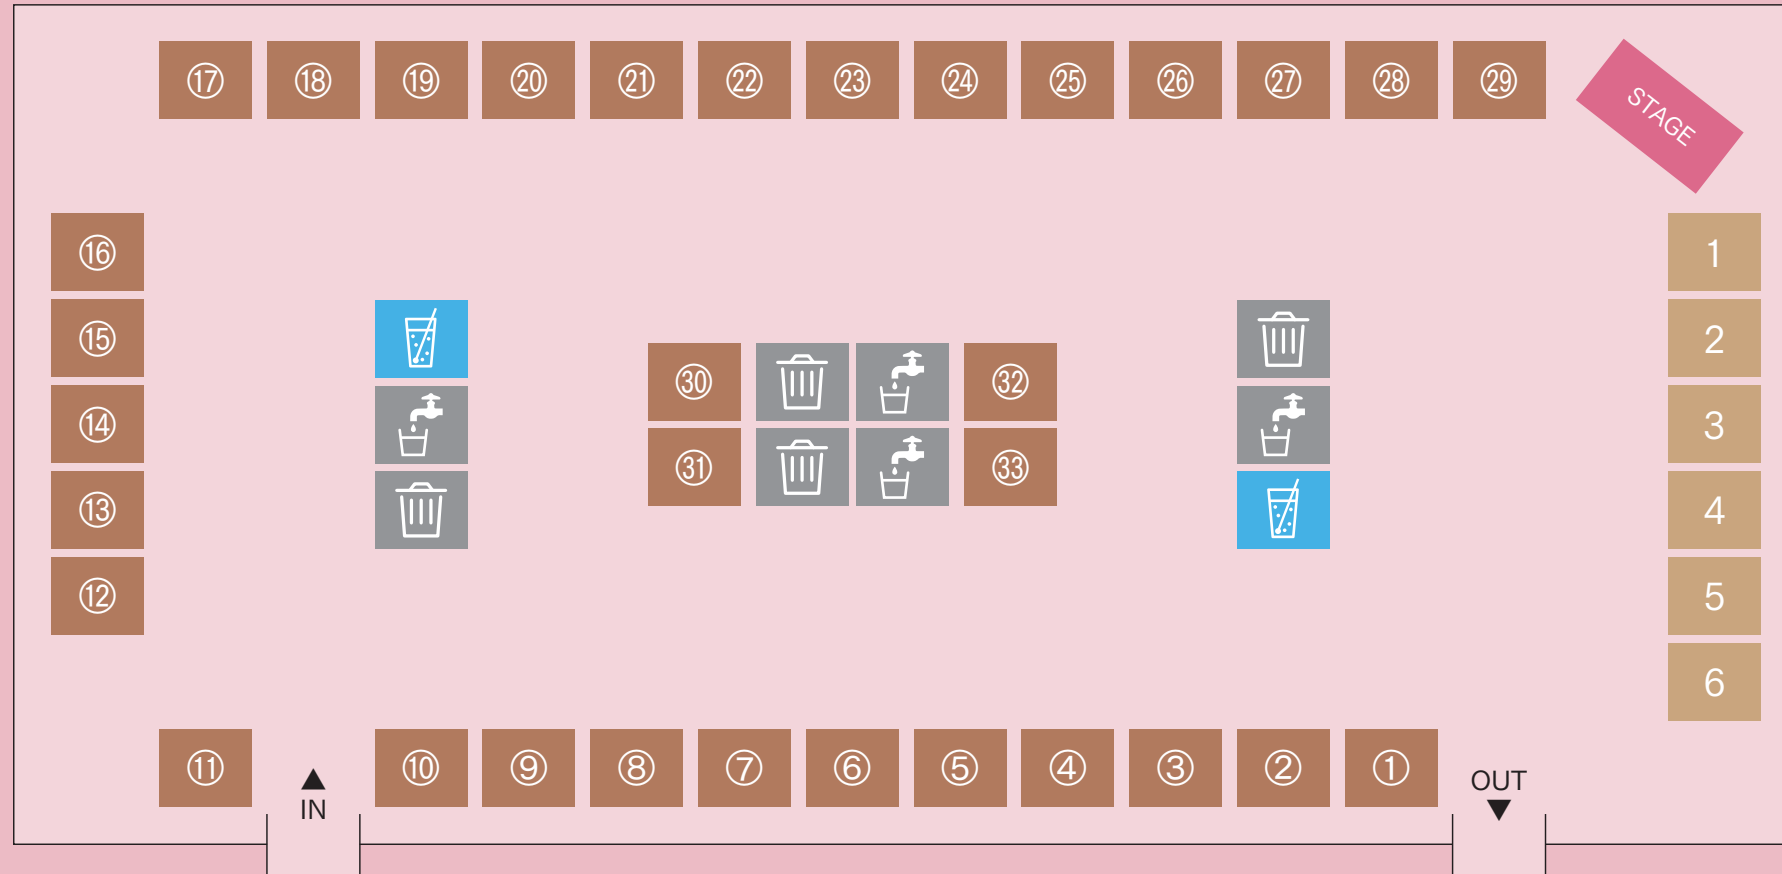 ⑰ ⑱ ⑲ ⑳ ㉑ ㉒ ㉓ ㉔ ㉕ ㉖ ㉗ ㉘ ㉙
STAGE
⑯ 1
⑮ 2
㉚ ㉜
⑭ 3
㉛ ㉝
⑬ 4
⑫ 5
6
⑪ ⑩ ⑨ ⑧ ⑦ ⑥ ⑤ ④ ③ ② ①
IN OUT